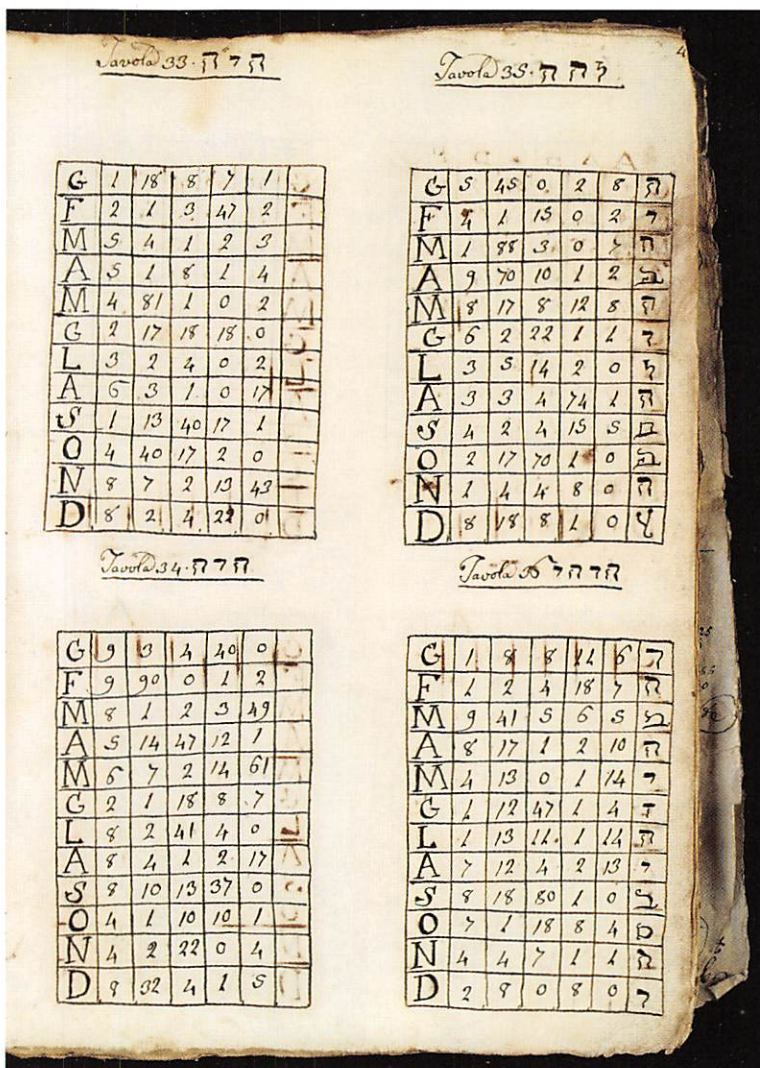 4
Tavola 33. הרה
G 1 18 8 7 1
F 2 1 3 47 2
M 5 4 1 2 3
A 5 1 8 1 4
M 4 81 1 0 2
G 2 17 18 18 0
L 3 2 4 0 2
A 6 3 1 0 17
S 1 13 40 17 1
O 4 40 17 2 0
N 8 7 2 13 43
D 8 2 4 22 0
Tavola 34. הרה
G 9 3 4 40 0
F 9 90 0 1 2
M 8 1 2 3 49
A 5 14 47 12 1
M 6 7 2 14 61
G 2 1 18 8 7
L 8 2 41 4 0
A 8 4 1 2 17
S 8 10 13 37 0
O 4 1 10 10 1
N 4 2 22 0 4
D 8 32 4 1 5
Tavola 35. להה
G 5 45 0 2 8 ה
F 4 1 15 0 2 ר
M 1 88 3 0 7 ה
A 9 70 10 1 2
M 8 17 8 12 8 ה
G 6 2 22 1 1 ר
L 3 5 14 2 0
A 3 3 4 74 1 ה
S 4 2 4 15 5
O 2 17 70 1 0
N 1 4 4 8 0 ה
D 8 18 8 1 0
Tavola 36 הרהר
G 1 8 8 11 6 ר
F 1 2 4 18 7 ה
M 9 41 5 6 5
A 8 17 1 2 10 ה
M 4 13 0 1 14
G 1 12 47 1 4
L 1 13 11 1 14 ה
A 7 12 4 2 13
S 8 18 80 1 0
O 7 1 18 8 4
N 4 4 7 1 1 ה
D 2 8 0 8 0 ר